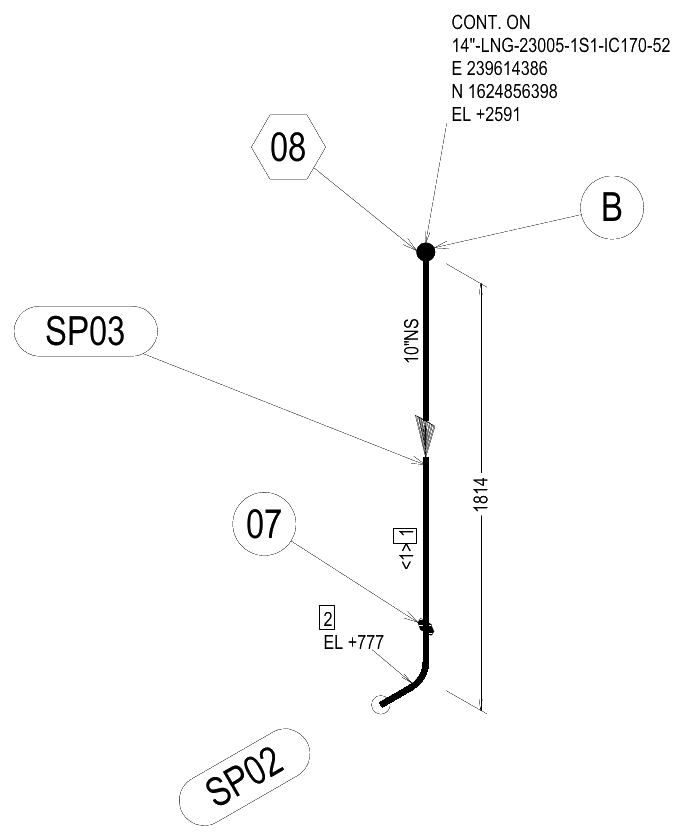 CONT. ON
14"-LNG-23005-1S1-IC170-52
E 239614386
N 1624856398
EL +2591
08
B
SP03
10"NS
1814
07
<1> 1
2
EL +777
SP02